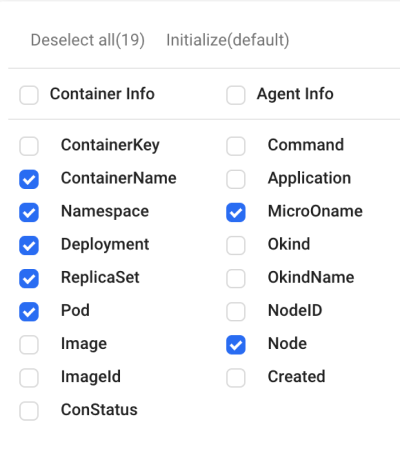 Deselect all(19) Initialize(default)
Container Info Agent Info
ContainerKey Command
ContainerName Application
Namespace MicroOname
Deployment Okind
ReplicaSet OkindName
Pod NodeID
Image Node
ImageId Created
ConStatus